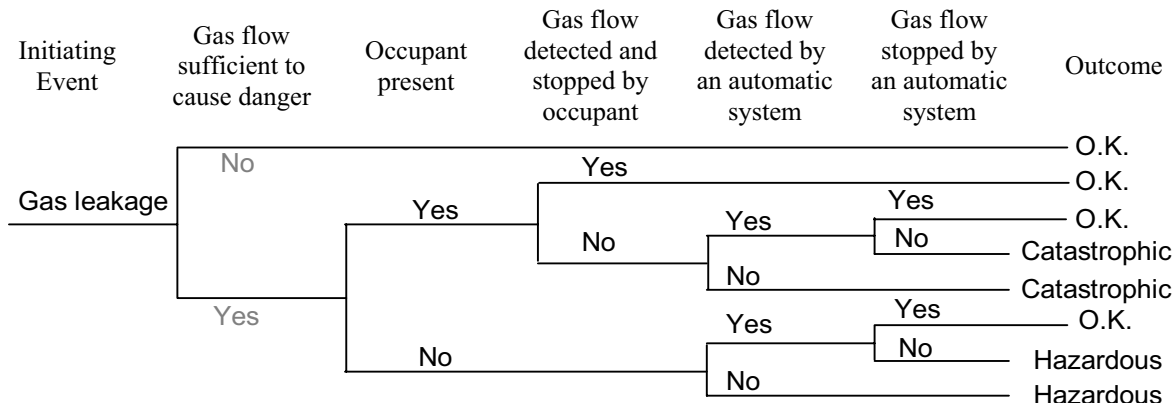 Initiating
Event
Gas flow
sufficient to
cause danger
Occupant
present
Gas flow
detected and
stopped by
occupant
Gas flow
detected by
an automatic
system
Gas flow
stopped by
an automatic
system
Outcome
No
O.K.
Yes
O.K.
Gas leakage
Yes
No
Yes
Yes
O.K.
No
Catastrophic
No
Catastrophic
Yes
No
Yes
Yes
O.K.
No
Hazardous
No
Hazardous